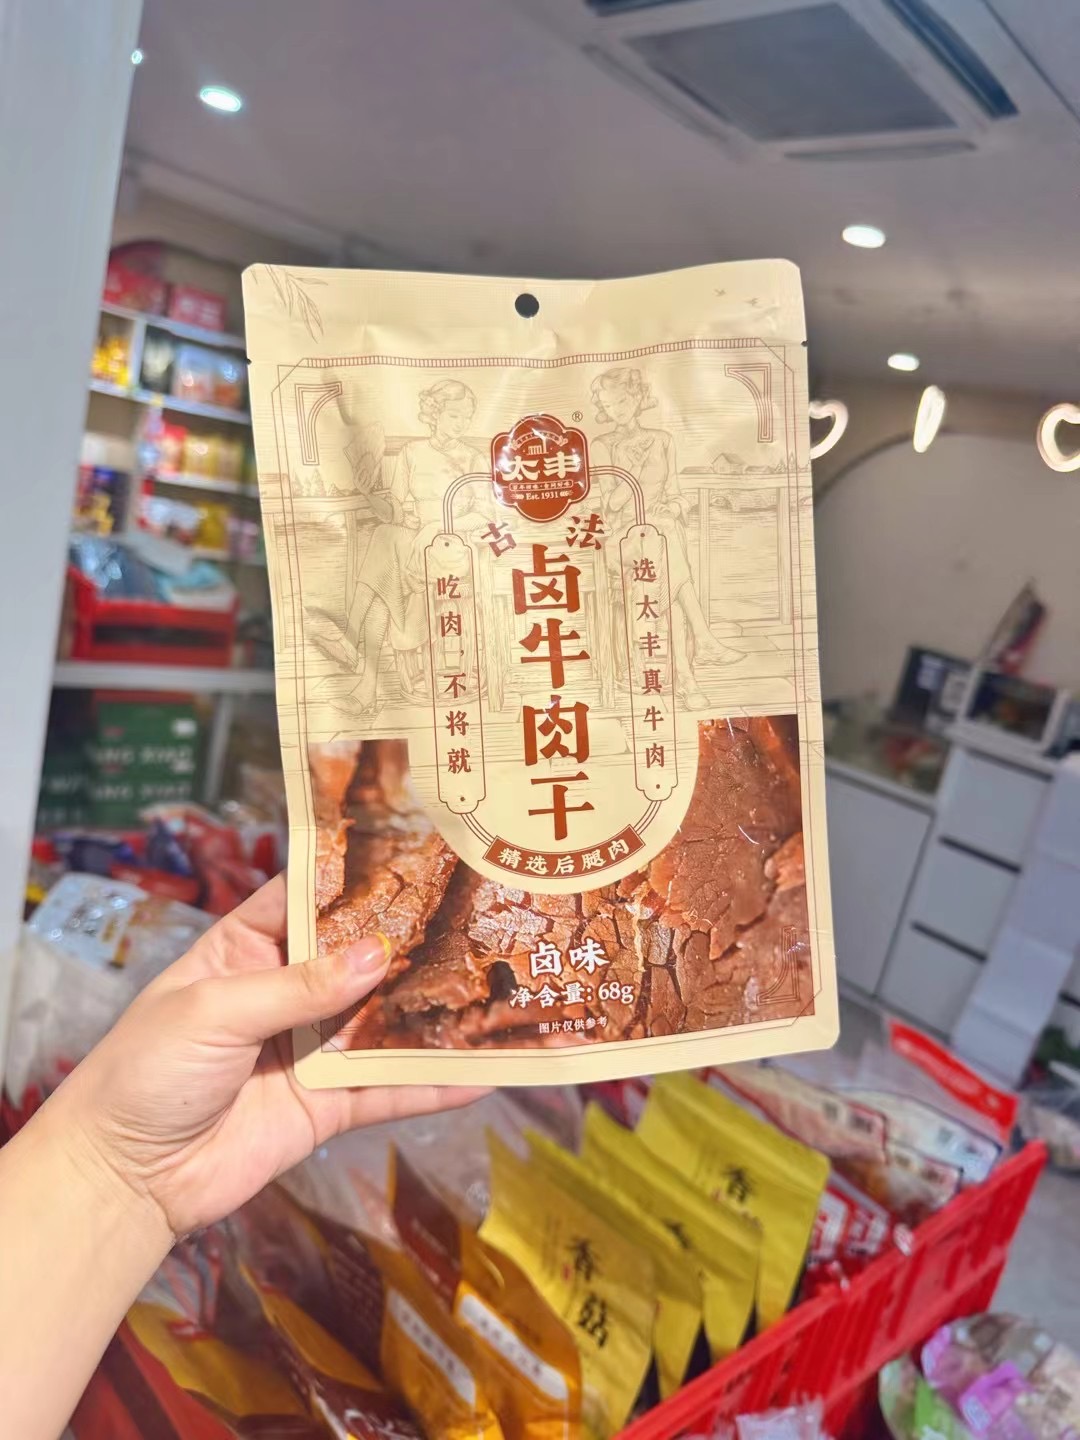 太丰
®
Est. 1931
古法
卤牛肉干
吃肉，不将就
选太丰真牛肉
精选后腿肉
卤味
净含量: 68g
图片仅供参考
香
香菇